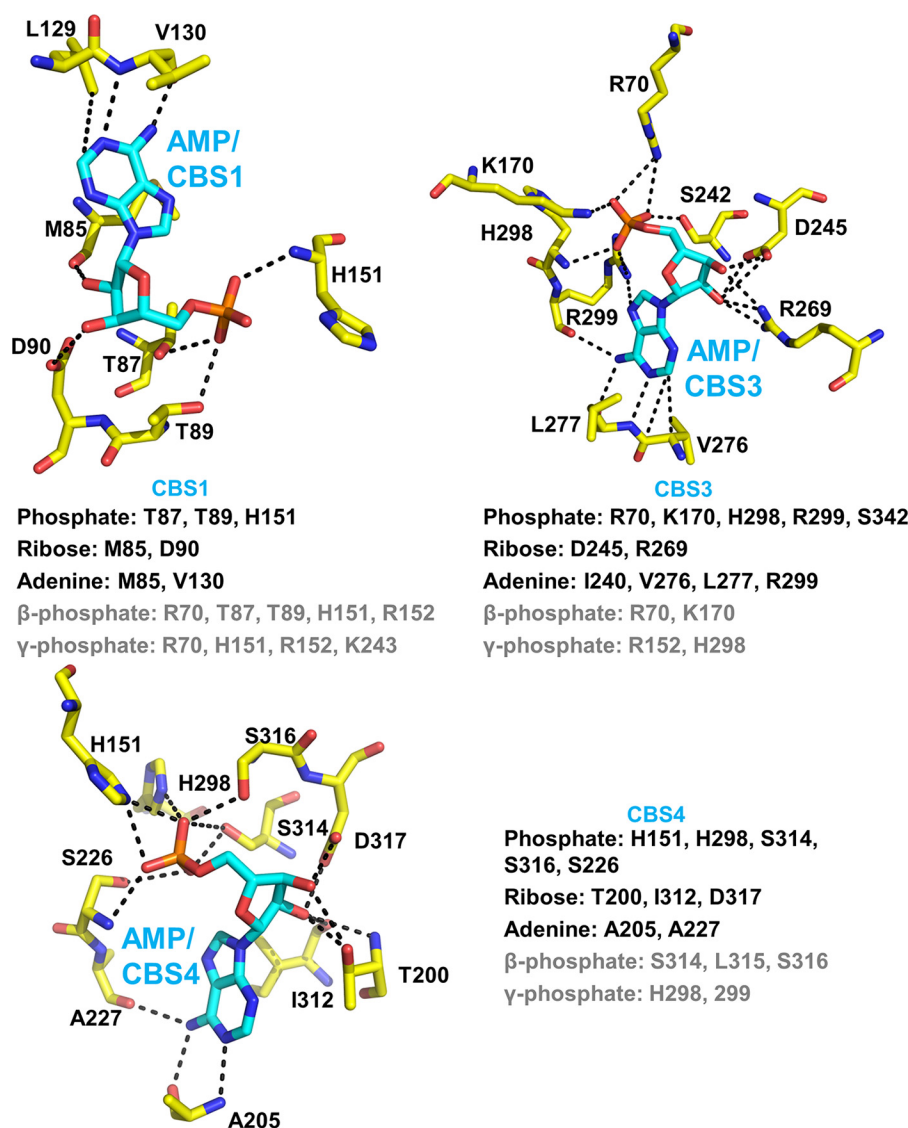 L129
V130
AMP/
CBS1
M85
H151
D90
T87
T89
R70
K170
S242
H298
D245
R299
R269
AMP/
CBS3
L277
V276
CBS1
Phosphate: T87, T89, H151
Ribose: M85, D90
Adenine: M85, V130
β-phosphate: R70, T87, T89, H151, R152
γ-phosphate: R70, H151, R152, K243
CBS3
Phosphate: R70, K170, H298, R299, S342
Ribose: D245, R269
Adenine: I240, V276, L277, R299
β-phosphate: R70, K170
γ-phosphate: R152, H298
H151
S316
H298
S314
D317
S226
AMP/
CBS4
T200
I312
A227
A205
CBS4
Phosphate: H151, H298, S314,
S316, S226
Ribose: T200, I312, D317
Adenine: A205, A227
β-phosphate: S314, L315, S316
γ-phosphate: H298, 299